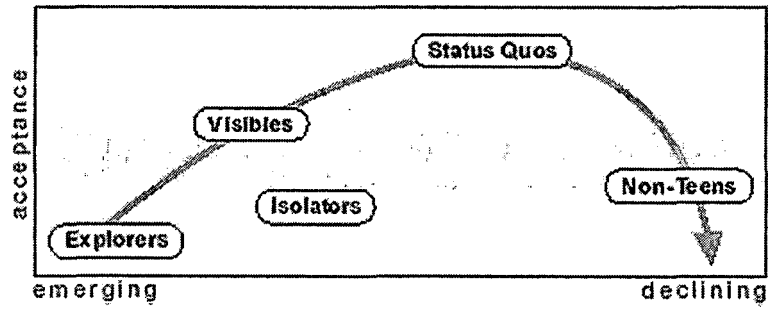 Status Quos
Visibles
acceptance
Non-Teens
Isolators
Explorers
emerging declining